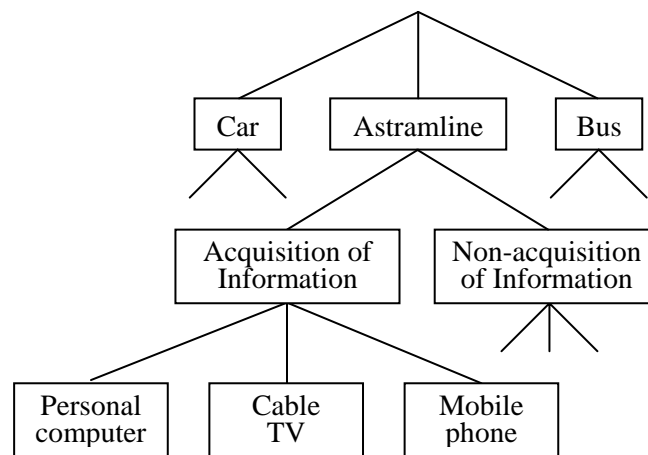 Car
Astramline
Bus
Acquisition of
Information
Non-acquisition
of Information
Personal
computer
Cable
TV
Mobile
phone